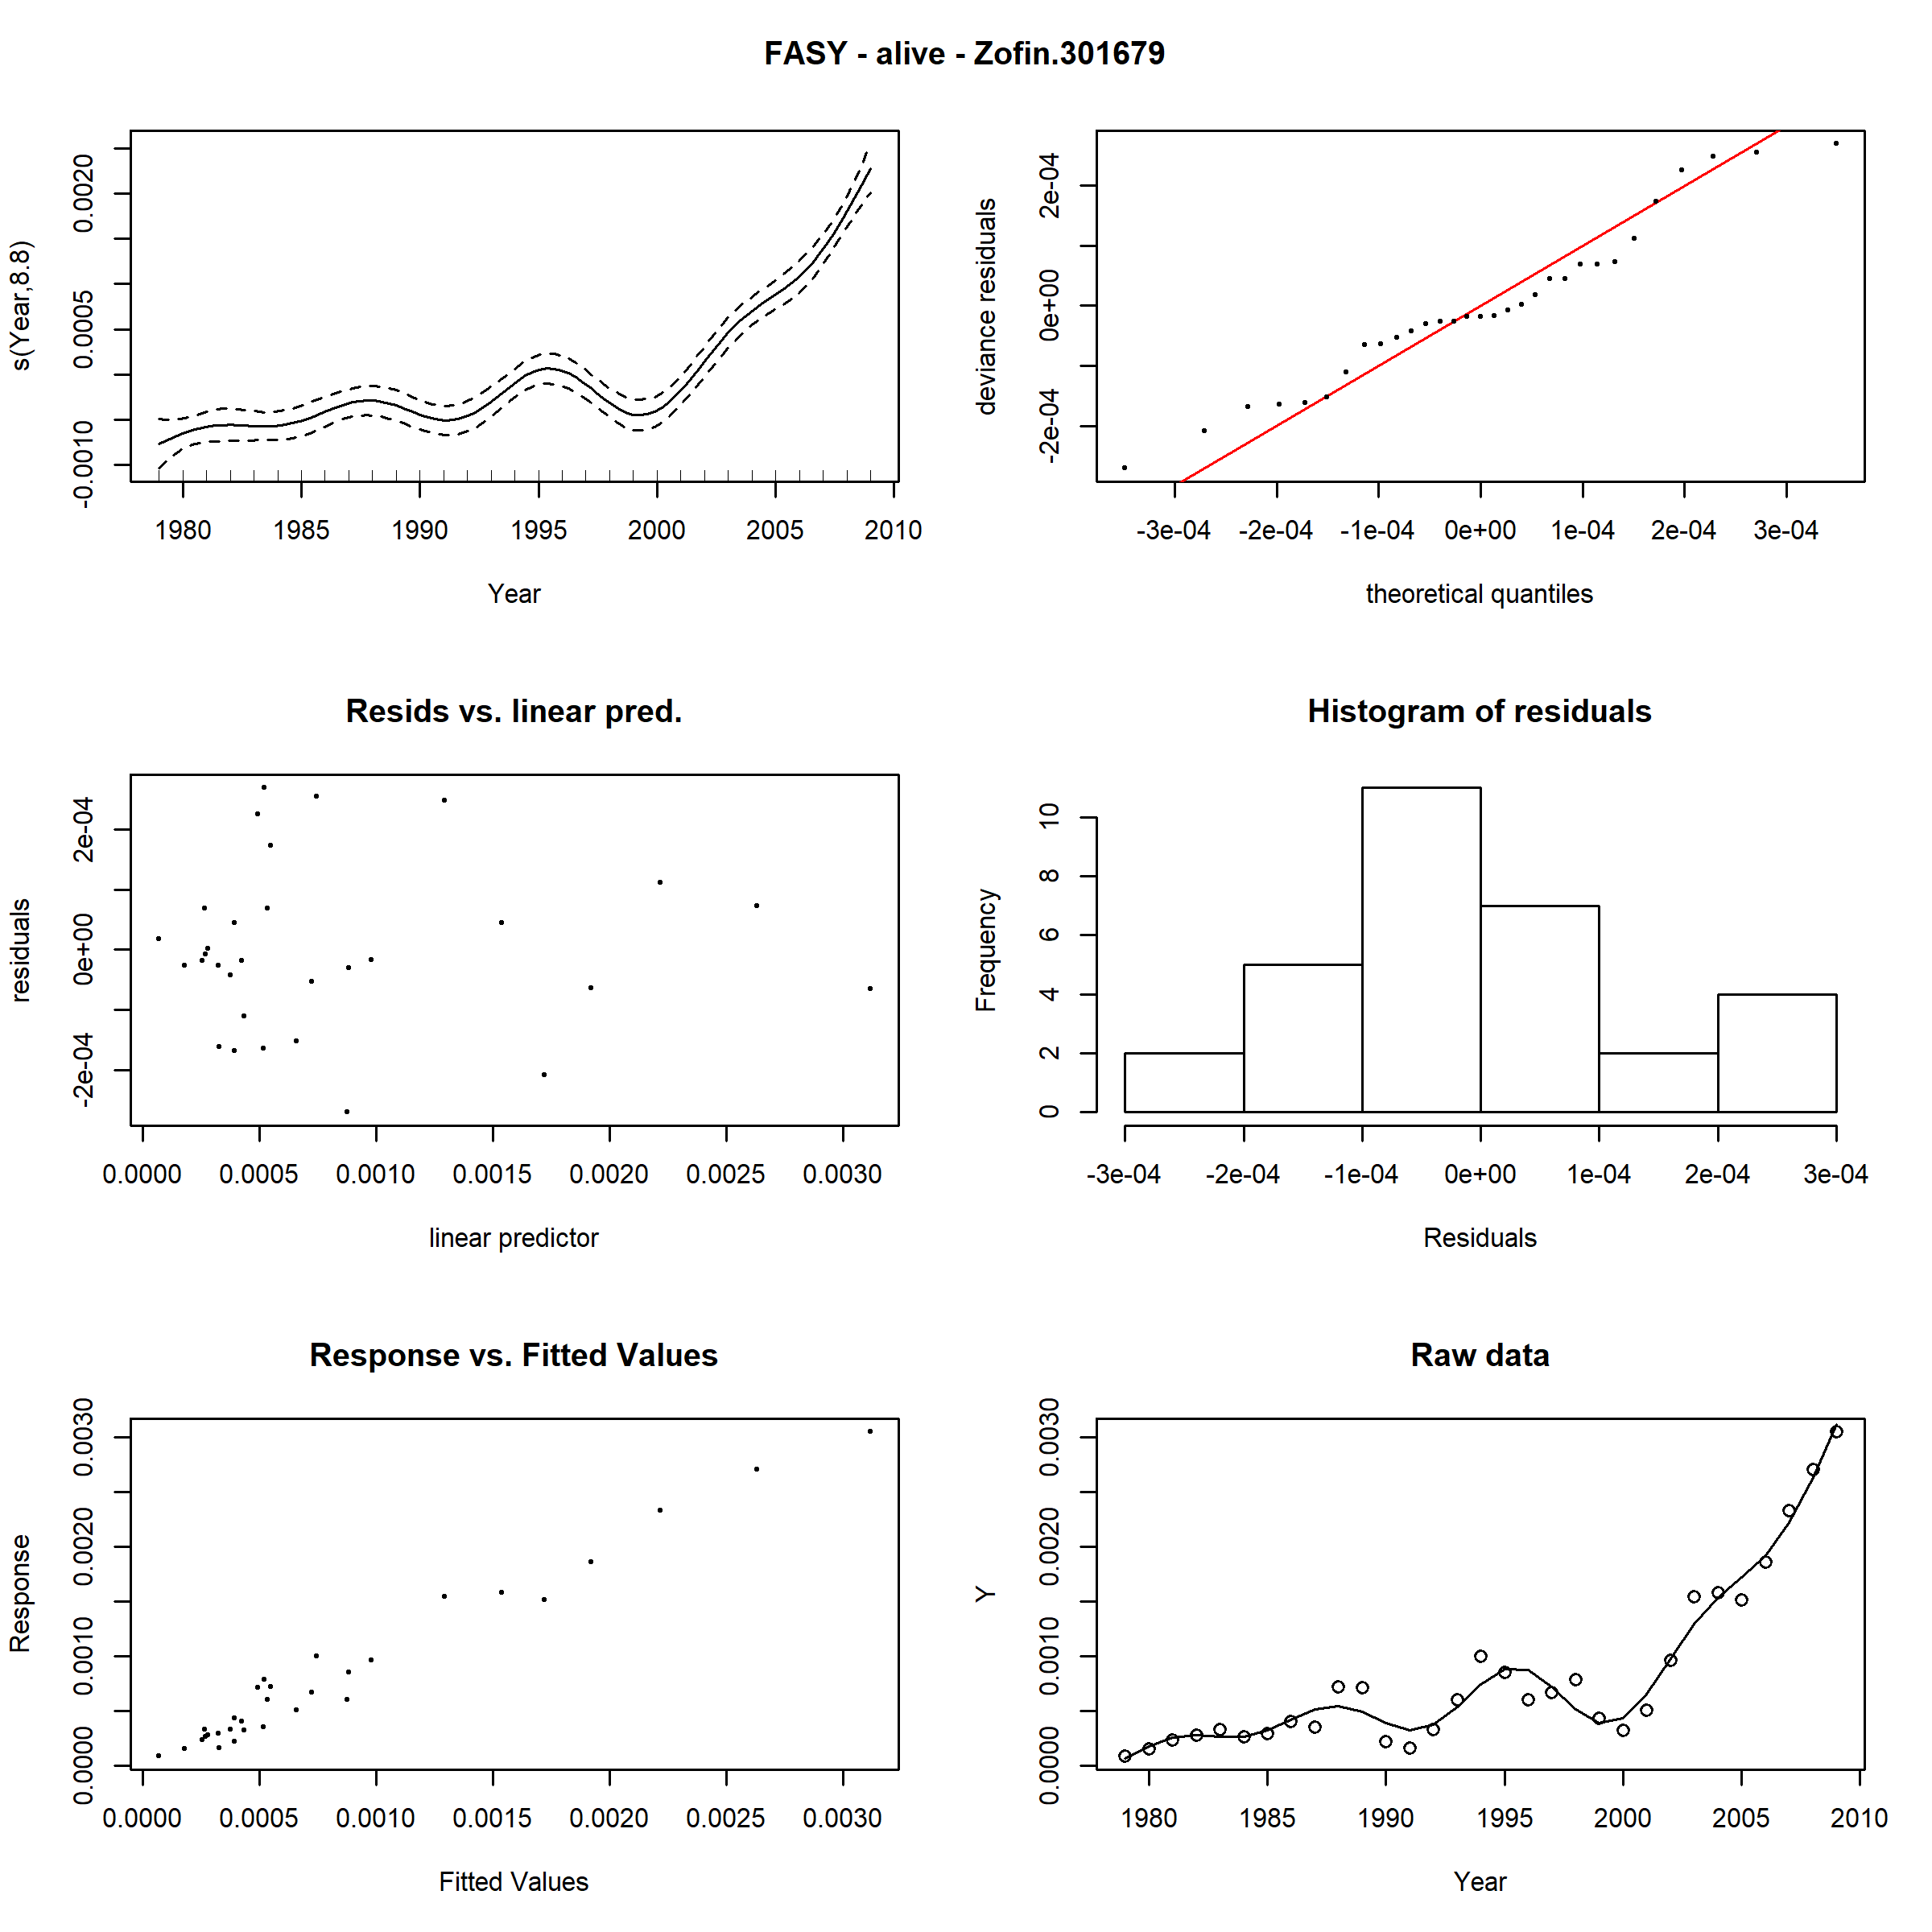 FASY - alive - Zofin.301679
s(Year,8.8)
-0.0010 0.0005 0.0020
1980 1985 1990 1995 2000 2005 2010
Year
deviance residuals
-2e-04 0e+00 2e-04
-3e-04 -2e-04 -1e-04 0e+00 1e-04 2e-04 3e-04
theoretical quantiles
Resids vs. linear pred.
residuals
-2e-04 0e+00 2e-04
0.0000 0.0005 0.0010 0.0015 0.0020 0.0025 0.0030
linear predictor
Histogram of residuals
Frequency
0 2 4 6 8 10
-3e-04 -2e-04 -1e-04 0e+00 1e-04 2e-04 3e-04
Residuals
Response vs. Fitted Values
Response
0.0000 0.0010 0.0020 0.0030
0.0000 0.0005 0.0010 0.0015 0.0020 0.0025 0.0030
Fitted Values
Raw data
Y
0.0000 0.0010 0.0020 0.0030
1980 1985 1990 1995 2000 2005 2010
Year